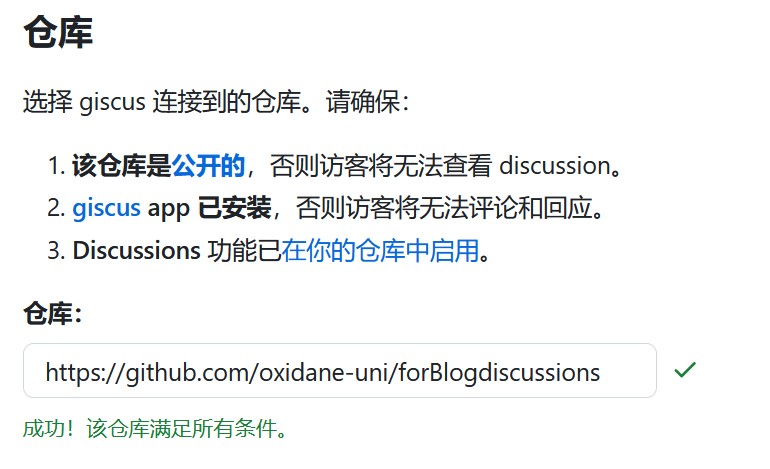 仓库
选择 giscus 连接到的仓库。请确保：
1. 该仓库是公开的，否则访客将无法查看 discussion。
2. giscus app 已安装，否则访客将无法评论和回应。
3. Discussions 功能已在你的仓库中启用。
仓库：
https://github.com/oxidane-uni/forBlogdiscussions
成功！该仓库满足所有条件。